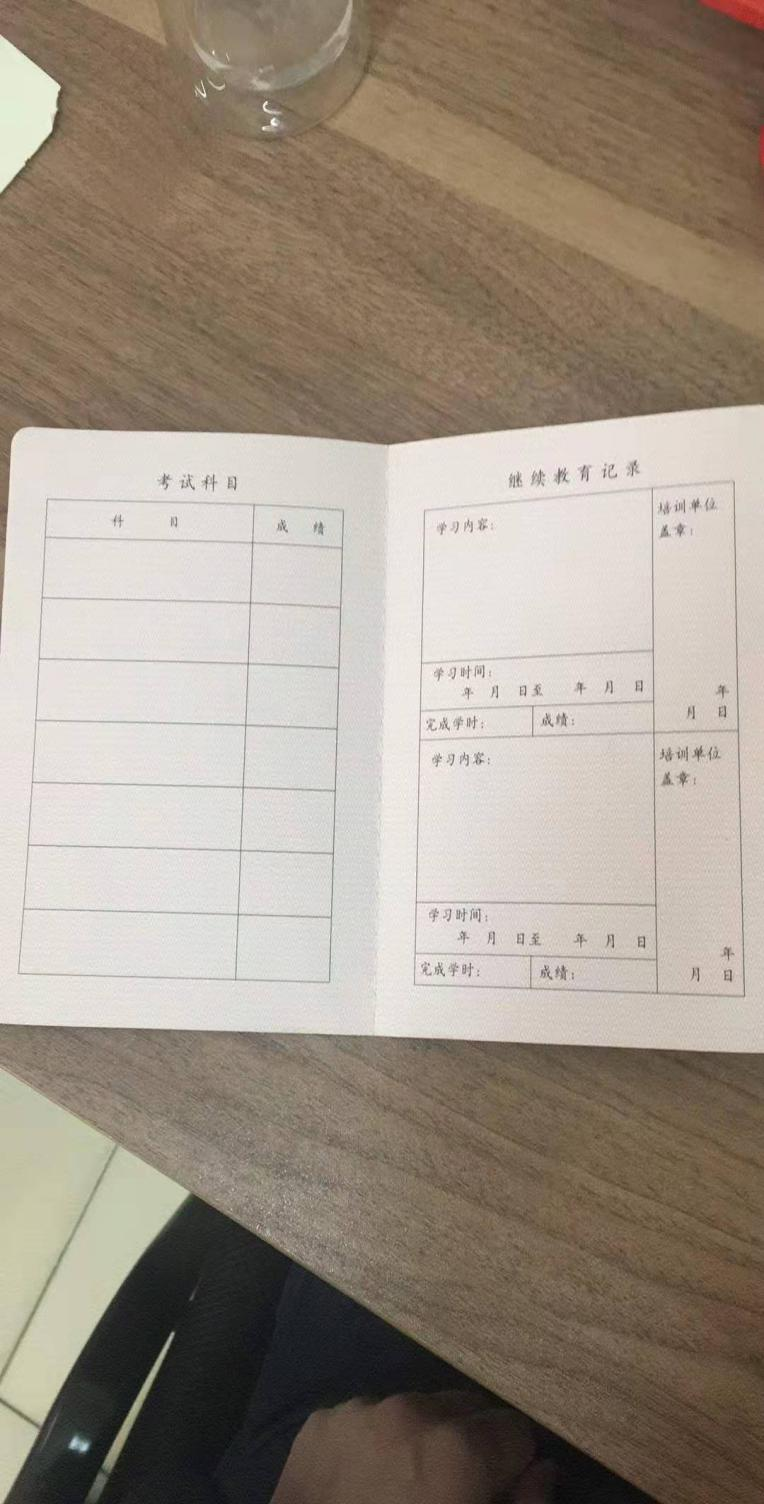 考试科目
科 目 成 绩
继续教育记录
学习内容：
培训单位
盖章：
学习时间：
年 月 日至 年 月 日
年
月 日
完成学时： 成绩：
学习内容：
培训单位
盖章：
学习时间：
年 月 日至 年 月 日
年
月 日
完成学时： 成绩：